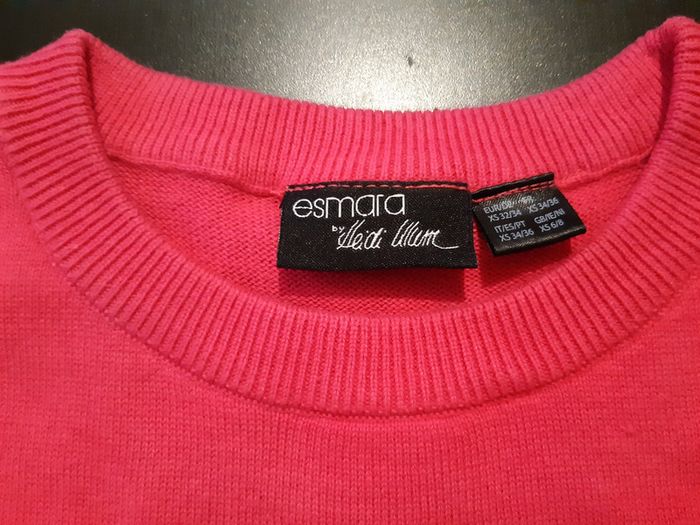 esmara
by Heidi Klum
XS 32/34 XS 34/36
IT/ES/PT GB/IE/NI
XS 34/36 XS 6/8